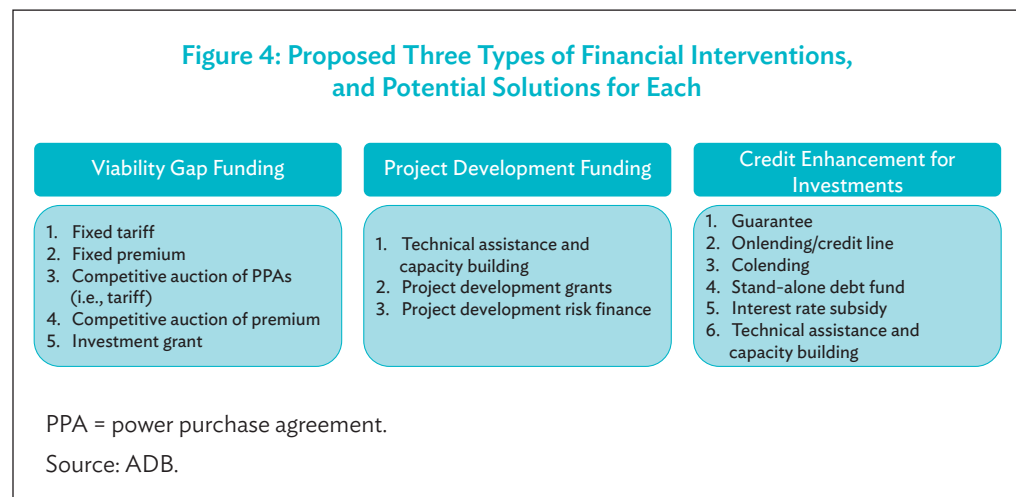 Figure 4: Proposed Three Types of Financial Interventions,
and Potential Solutions for Each
Viability Gap Funding
1. Fixed tariff
2. Fixed premium
3. Competitive auction of PPAs
(i.e., tariff)
4. Competitive auction of premium
5. Investment grant
Project Development Funding
1. Technical assistance and
capacity building
2. Project development grants
3. Project development risk finance
Credit Enhancement for
Investments
1. Guarantee
2. Onlending/credit line
3. Colending
4. Stand-alone debt fund
5. Interest rate subsidy
6. Technical assistance and
capacity building
PPA = power purchase agreement.
Source: ADB.